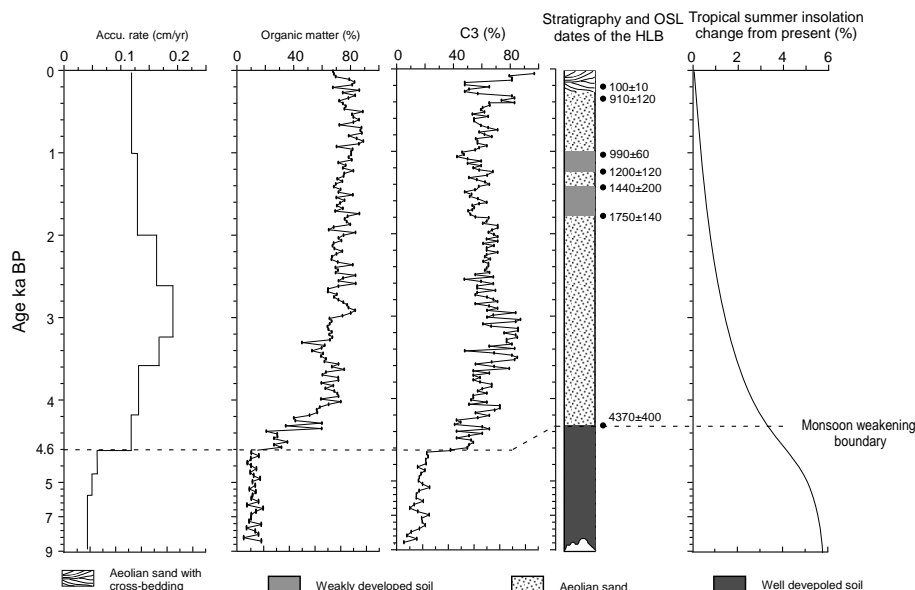 Accu. rate (cm/yr)
0 0.1 0.2
Organic matter (%)
0 40 80
C3 (%)
0 40 60 80
Stratigraphy and OSL
dates of the HLB
Tropical summer insolation
change from present (%)
0 2 4 6
Age ka BP
0
1
2
3
4
4.6
5
7
9
100±10
910±120
990±60
1200±120
1440±200
1750±140
4370±400
Monsoon weakening
boundary
Aeolian sand with
cross-bedding
Weakly developed soil
Aeolian sand
Well devepoled soil